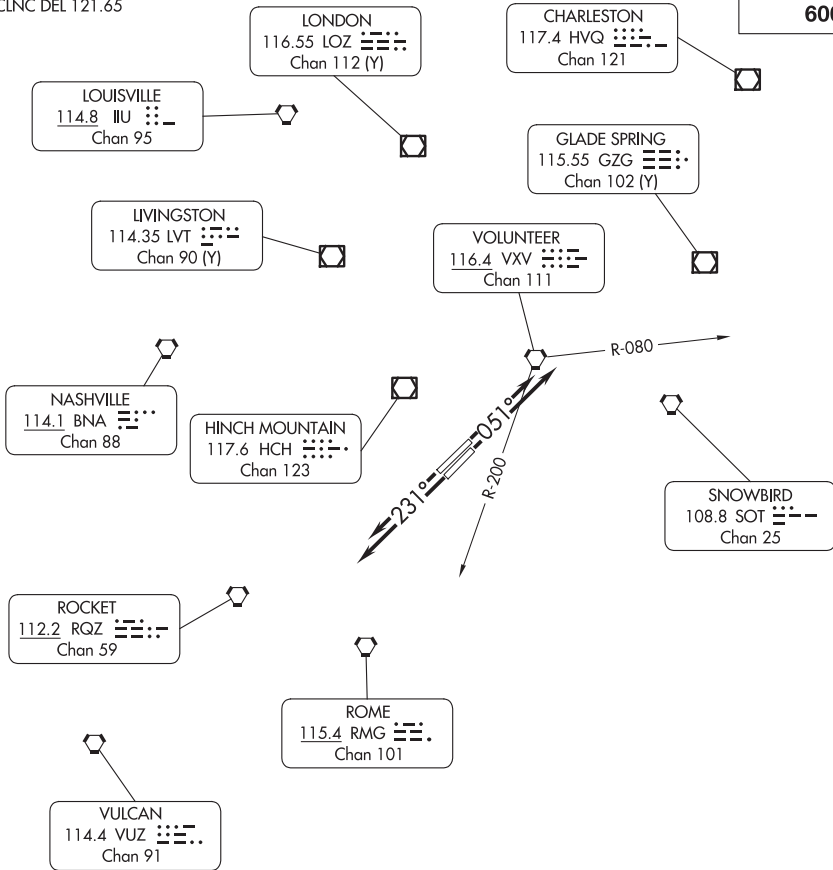 CLNC DEL 121.65
600
LONDON
116.55 LOZ
Chan 112 (Y)
CHARLESTON
117.4 HVQ
Chan 121
LOUISVILLE
114.8 IIU
Chan 95
GLADE SPRING
115.55 GZG
Chan 102 (Y)
LIVINGSTON
114.35 LVT
Chan 90 (Y)
VOLUNTEER
116.4 VXV
Chan 111
R-080
NASHVILLE
114.1 BNA
Chan 88
HINCH MOUNTAIN
117.6 HCH
Chan 123
051°
231°
R-200
SNOWBIRD
108.8 SOT
Chan 25
ROCKET
112.2 RQZ
Chan 59
ROME
115.4 RMG
Chan 101
VULCAN
114.4 VUZ
Chan 91